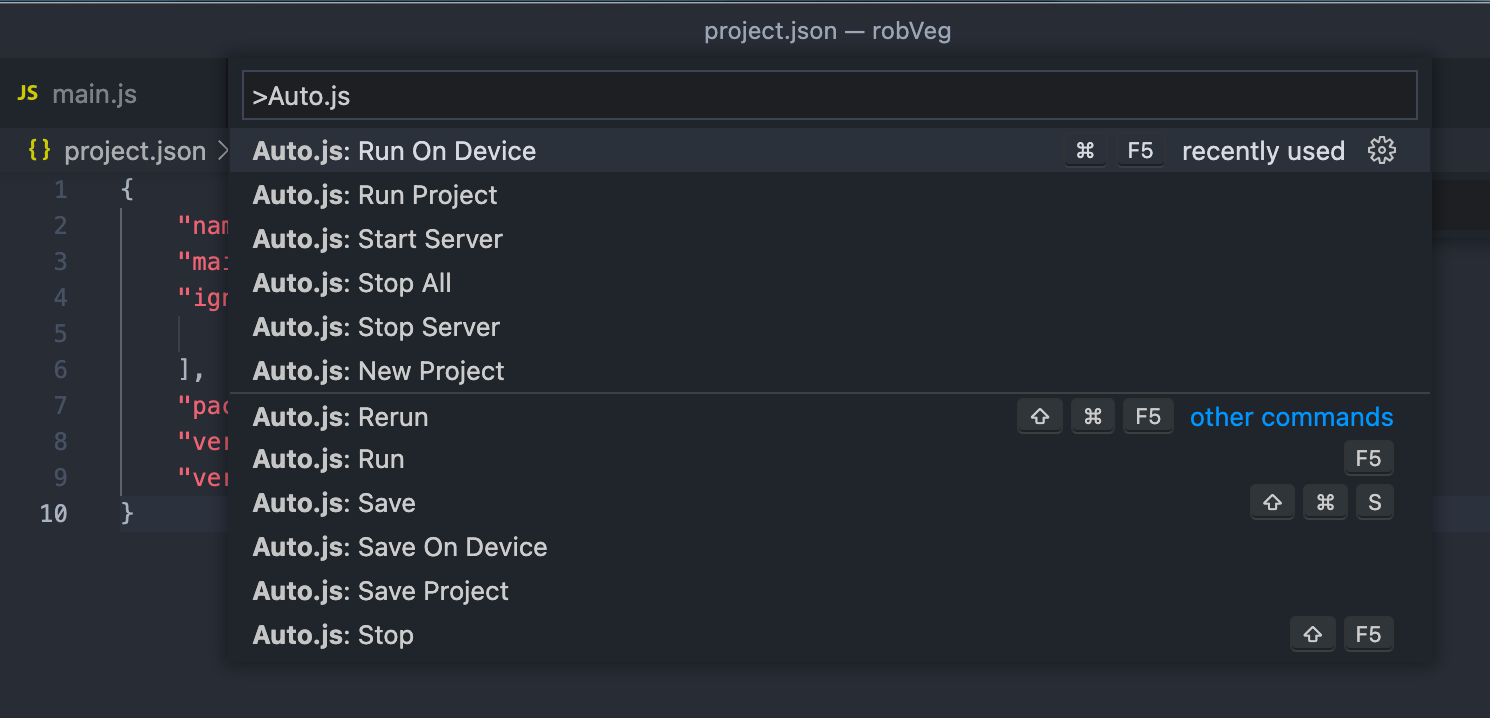 project.json — robVeg
JS main.js
>Auto.js
{} project.json >
Auto.js: Run On Device ⌘ F5 recently used
Auto.js: Run Project
Auto.js: Start Server
Auto.js: Stop All
Auto.js: Stop Server
Auto.js: New Project
Auto.js: Rerun ⇧ ⌘ F5 other commands
Auto.js: Run F5
Auto.js: Save ⇧ ⌘ S
Auto.js: Save On Device
Auto.js: Save Project
Auto.js: Stop ⇧ F5
1 {
2 "nam
3 "mai
4 "ign
5
6 ],
7 "pac
8 "ver
9 "ver
10 }